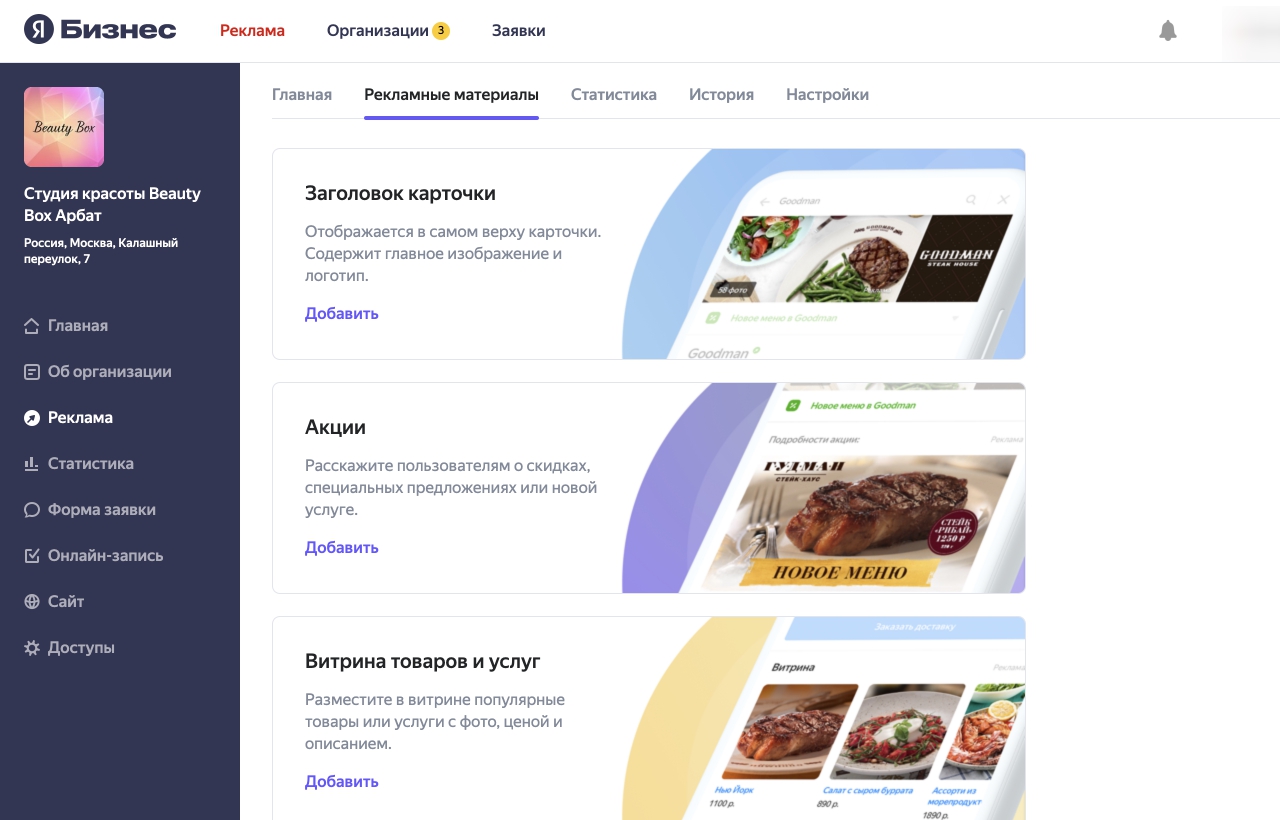 Я Бизнес
Реклама
Организации 3
Заявки
Beauty Box
Студия красоты Beauty
Box Арбат
Россия, Москва, Калашный
переулок, 7
Главная
Об организации
Реклама
Статистика
Форма заявки
Онлайн-запись
Сайт
Доступы
Главная
Рекламные материалы
Статистика
История
Настройки
Заголовок карточки
Отображается в самом верху карточки.
Содержит главное изображение и
логотип.
Добавить
Goodman
GOODMAN
STEAK HOUSE
58 фото
Новое меню в Goodman
Goodman
Акции
Расскажите пользователям о скидках,
специальных предложениях или новой
услуге.
Добавить
Новое меню в Goodman
Подробности акции:
Реклама
ГУДМАН
СТЕЙК-ХАУС
СТЕЙК
«РИБАЙ»
1250 ₽
НОВОЕ МЕНЮ
Витрина товаров и услуг
Разместите в витрине популярные
товары или услуги с фото, ценой и
описанием.
Добавить
Заказать доставку
Витрина
Реклама
Нью Йорк
1100 р.
Салат с сыром буррата
890 р.
Ассорти из
морепродукт
1890 р.